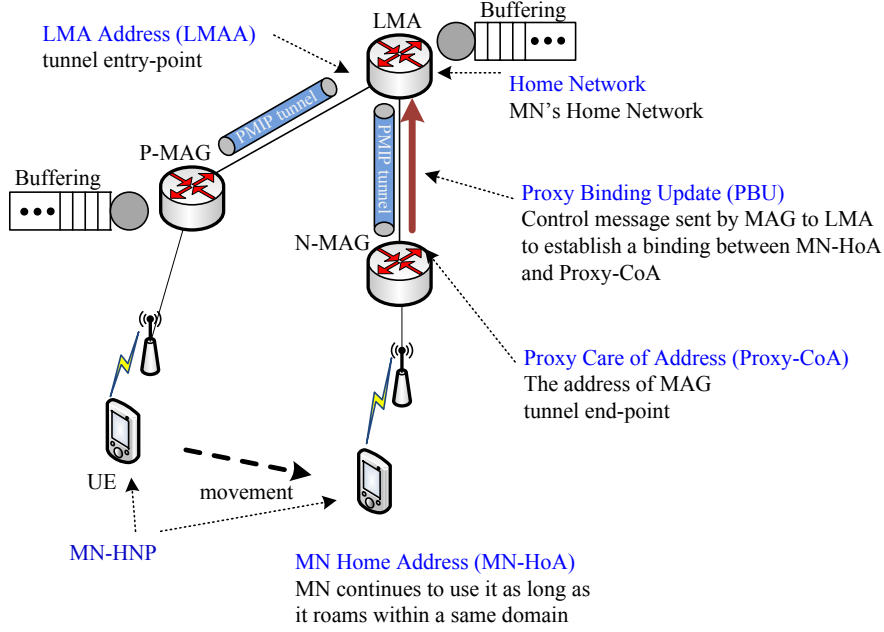 Buffering
LMA
LMA Address (LMAA)
tunnel entry-point
Home Network
MN's Home Network
PMIP tunnel
PMIP tunnel
P-MAG
Buffering
Proxy Binding Update (PBU)
Control message sent by MAG to LMA
to establish a binding between MN-HoA
and Proxy-CoA
N-MAG
Proxy Care of Address (Proxy-CoA)
The address of MAG
tunnel end-point
UE
movement
MN-HNP
MN Home Address (MN-HoA)
MN continues to use it as long as
it roams within a same domain